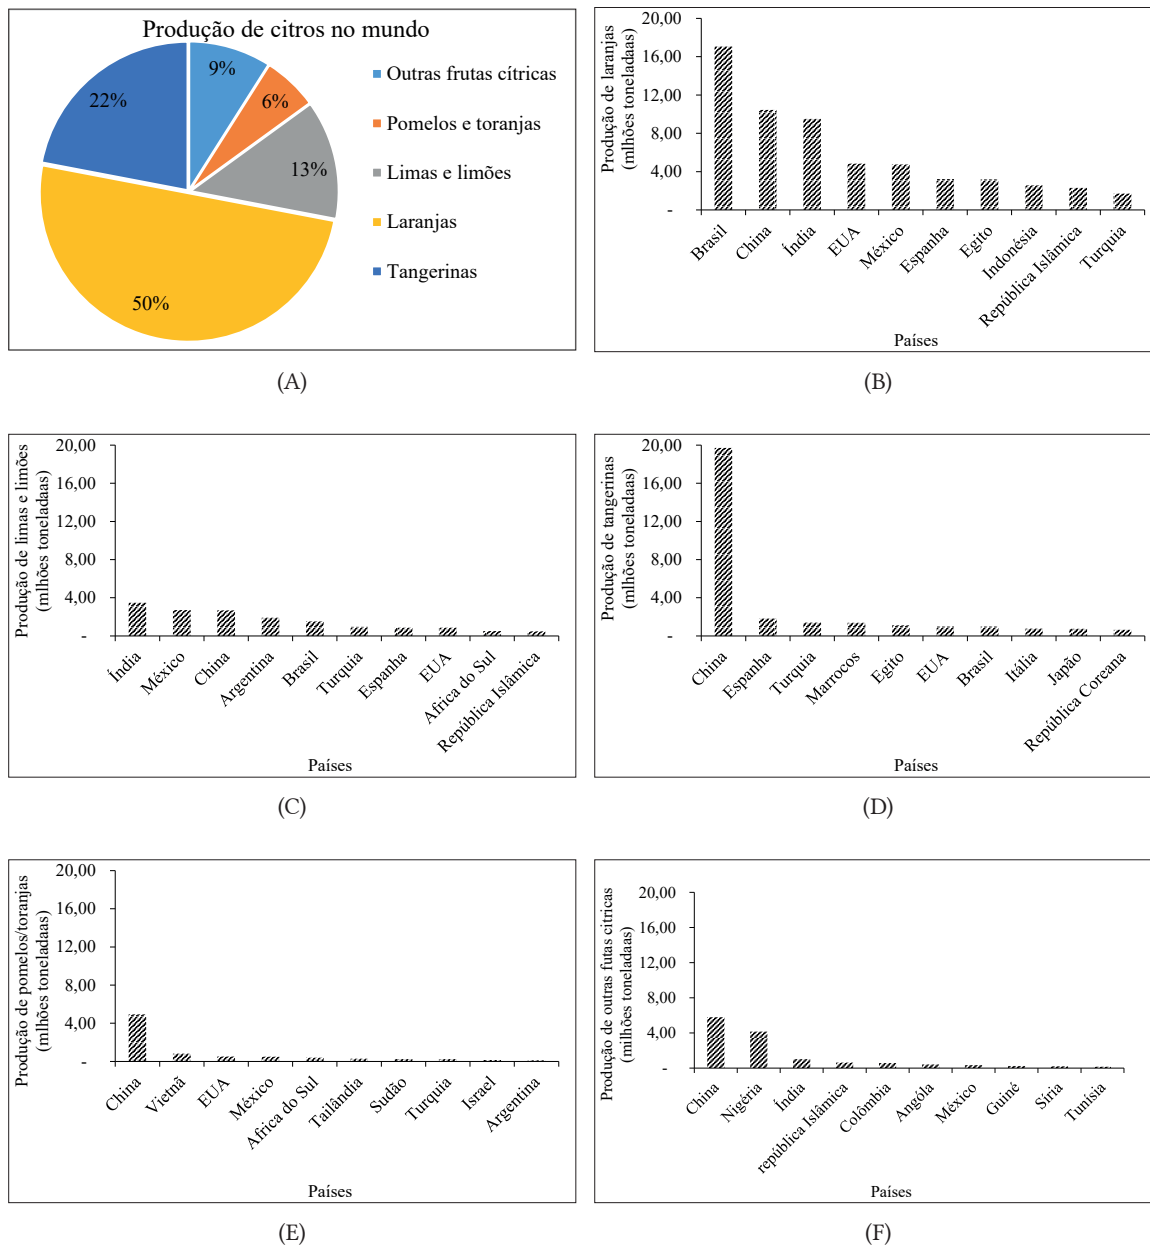 Produção de citros no mundo
9%
6%
13%
50%
22%
Outras frutas cítricas
Pomelos e toranjas
Limas e limões
Laranjas
Tangerinas
(A)
Produção de laranjas
(mlhões toneladaas)
20,00
16,00
12,00
8,00
4,00
-
Brasil
China
Índia
EUA
México
Espanha
Egito
Indonésia
República Islâmica
Turquia
Países
(B)
Produção de limas e limões
(mlhões toneladaas)
20,00
16,00
12,00
8,00
4,00
-
Índia
México
China
Argentina
Brasil
Turquia
Espanha
EUA
Africa do Sul
República Islâmica
Países
(C)
Produção de tangerinas
(mlhões toneladaas)
20,00
16,00
12,00
8,00
4,00
-
China
Espanha
Turquia
Marrocos
Egito
EUA
Brasil
Itália
Japão
República Coreana
Países
(D)
Produção de pomelos/toranjas
(mlhões toneladaas)
20,00
16,00
12,00
8,00
4,00
-
China
Vietnã
EUA
México
Africa do Sul
Tailândia
Sudão
Turquia
Israel
Argentina
Países
(E)
Produção de outras futas citricas
(milhões toneladaas)
20,00
16,00
12,00
8,00
4,00
-
China
Nigéria
Índia
república Islâmica
Colômbia
Angóla
México
Guiné
Síria
Tunísia
Países
(F)